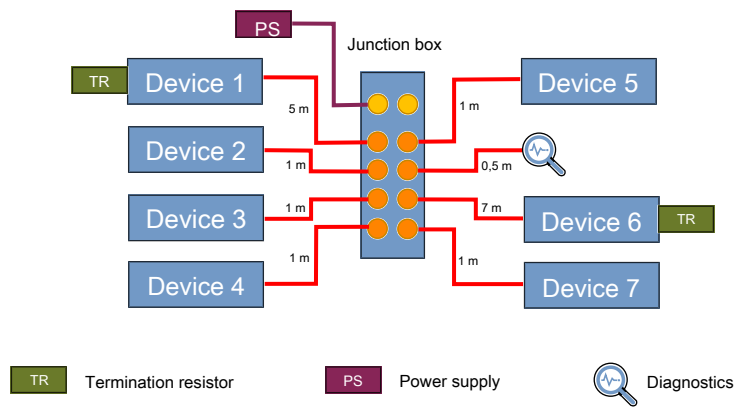 PS
Junction box
TR
Device 1
Device 5
5 m
1 m
Device 2
1 m
0,5 m
Device 3
1 m
7 m
Device 6
TR
Device 4
1 m
1 m
Device 7
TR
Termination resistor
PS
Power supply
Diagnostics